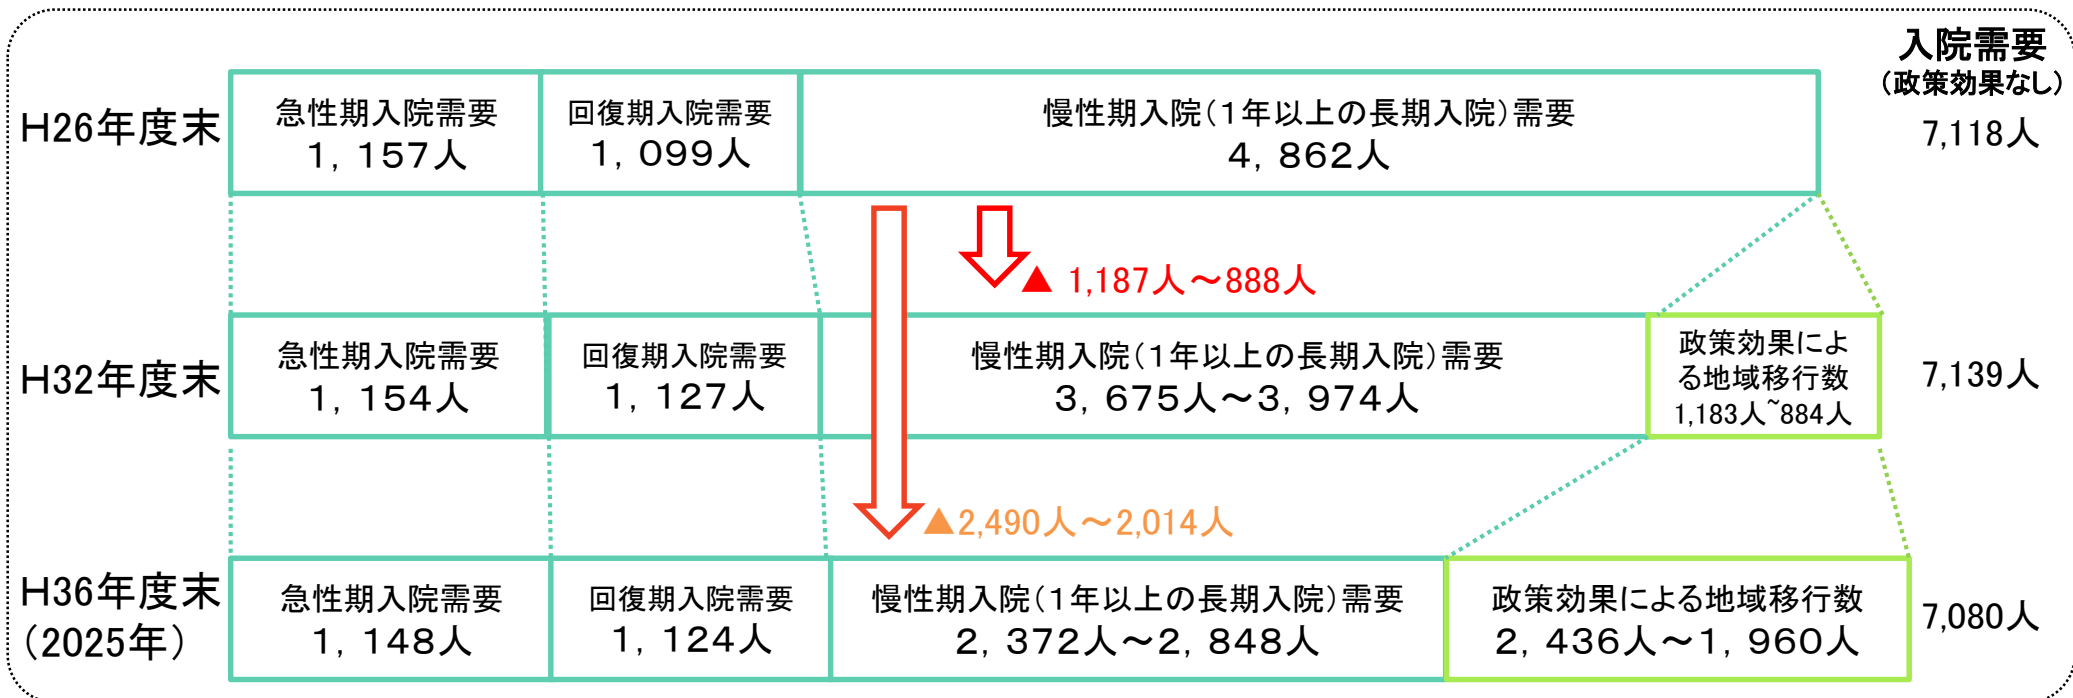 入院需要
（政策効果なし）
H26年度末
急性期入院需要
１，１５７人
回復期入院需要
１，０９９人
慢性期入院（１年以上の長期入院）需要
４，８６２人
7,118人
▲ 1,187人～888人
H32年度末
急性期入院需要
１，１５４人
回復期入院需要
１，１２７人
慢性期入院（１年以上の長期入院）需要
３，６７５人～３，９７４人
政策効果によ
る地域移行数
1,183人~884人
7,139人
▲2,490人～2,014人
H36年度末
（2025年）
急性期入院需要
１，１４８人
回復期入院需要
１，１２４人
慢性期入院（１年以上の長期入院）需要
２，３７２人～２，８４８人
政策効果による地域移行数
２，４３６人～１，９６０人
7,080人